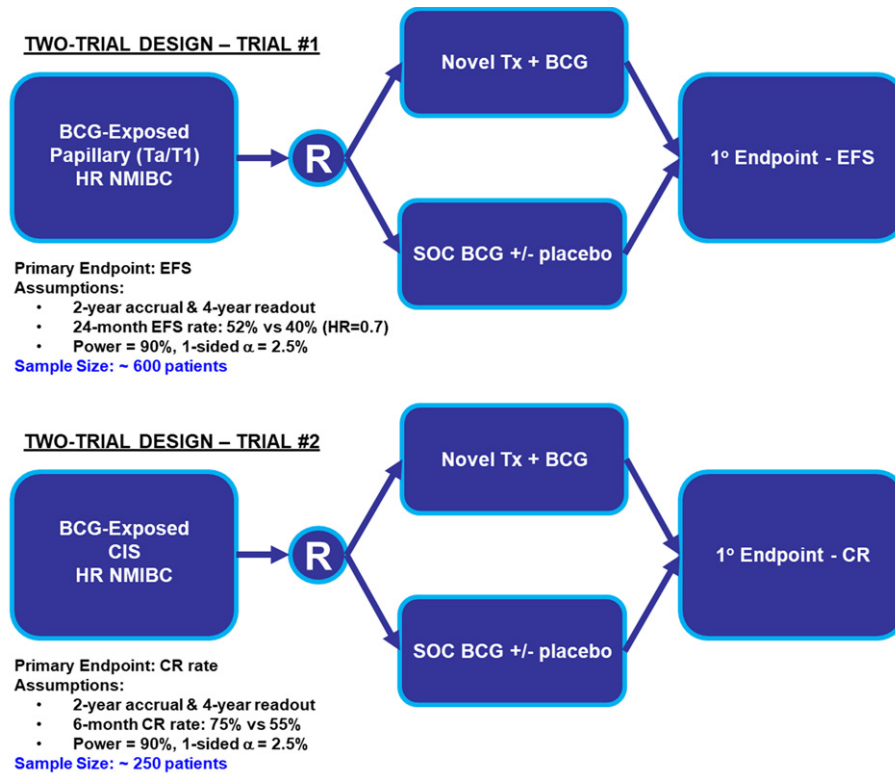 TWO-TRIAL DESIGN – TRIAL #1
BCG-Exposed
Papillary (Ta/T1)
HR NMIBC
R
Novel Tx + BCG
SOC BCG +/- placebo
1º Endpoint - EFS
Primary Endpoint: EFS
Assumptions:
• 2-year accrual & 4-year readout
• 24-month EFS rate: 52% vs 40% (HR=0.7)
• Power = 90%, 1-sided α = 2.5%
Sample Size: ~ 600 patients
TWO-TRIAL DESIGN – TRIAL #2
BCG-Exposed
CIS
HR NMIBC
R
Novel Tx + BCG
SOC BCG +/- placebo
1º Endpoint - CR
Primary Endpoint: CR rate
Assumptions:
• 2-year accrual & 4-year readout
• 6-month CR rate: 75% vs 55%
• Power = 90%, 1-sided α = 2.5%
Sample Size: ~ 250 patients